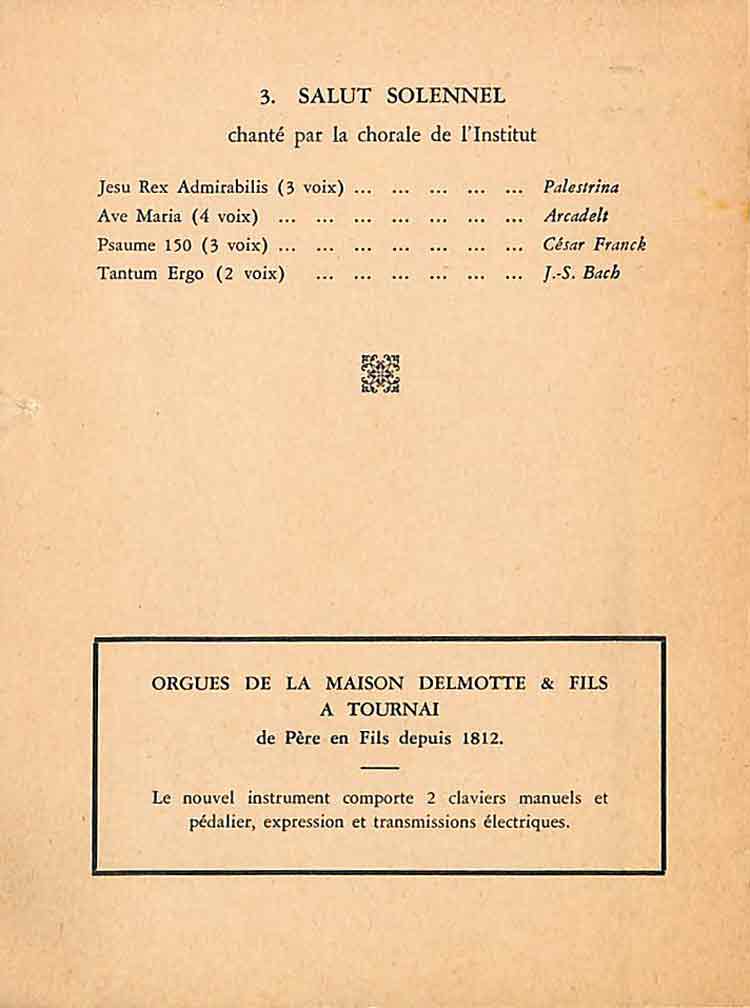 3. SALUT SOLENNEL
chanté par la chorale de l'Institut
Jesu Rex Admirabilis (3 voix) ... ... ... ... ... Palestrina
Ave Maria (4 voix) ... ... ... ... ... ... ... Arcadelt
Psaume 150 (3 voix) ... ... ... ... ... ... ... César Franck
Tantum Ergo (2 voix) ... ... ... ... ... ... J.-S. Bach
ORGUES DE LA MAISON DELMOTTE & FILS
A TOURNAI
de Père en Fils depuis 1812.
Le nouvel instrument comporte 2 claviers manuels et
pédalier, expression et transmissions électriques.